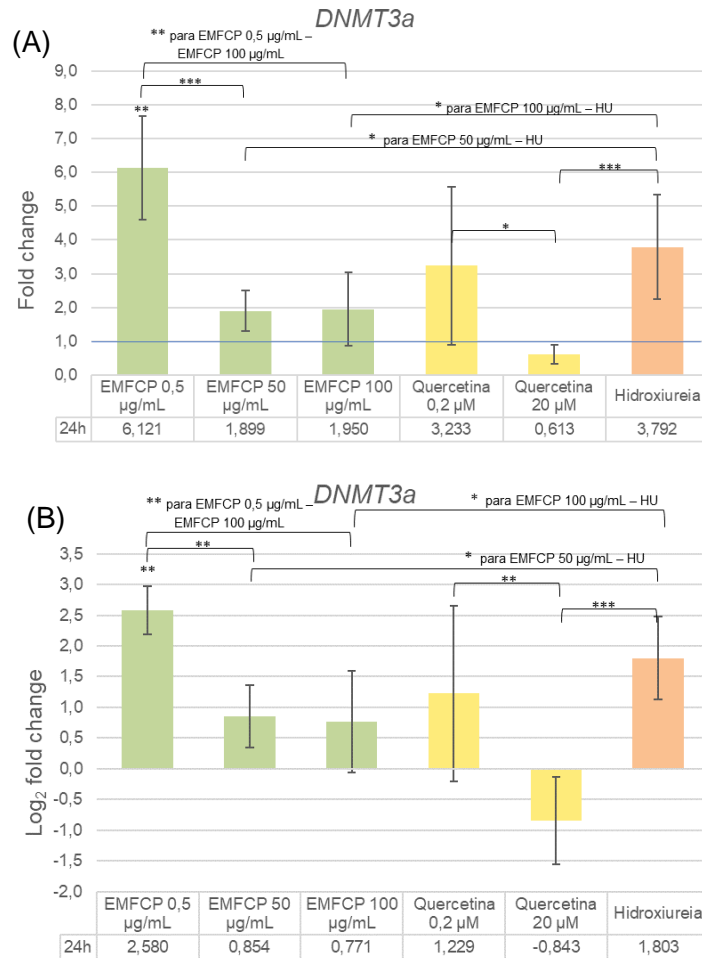 DNMT3a
(A)
** para EMFCP 0,5 µg/mL –
EMFCP 100 µg/mL
9,0
8,0
7,0
6,0
5,0
4,0
3,0
2,0
1,0
0,0
Fold change
***
**
* para EMFCP 100 µg/mL – HU
* para EMFCP 50 µg/mL – HU
***
*
EMFCP 0,5 µg/mL
EMFCP 50 µg/mL
EMFCP 100 µg/mL
Quercetina 0,2 µM
Quercetina 20 µM
Hidroxiureia
24h 6,121 1,899 1,950 3,233 0,613 3,792
DNMT3a
(B)
** para EMFCP 0,5 µg/mL –
EMFCP 100 µg/mL
* para EMFCP 100 µg/mL – HU
3,5
3,0
2,5
2,0
1,5
1,0
0,5
0,0
-0,5
-1,0
-1,5
-2,0
Log2 fold change
**
**
* para EMFCP 50 µg/mL – HU
**
***
EMFCP 0,5 µg/mL
EMFCP 50 µg/mL
EMFCP 100 µg/mL
Quercetina 0,2 µM
Quercetina 20 µM
Hidroxiureia
24h 2,580 0,854 0,771 1,229 -0,843 1,803